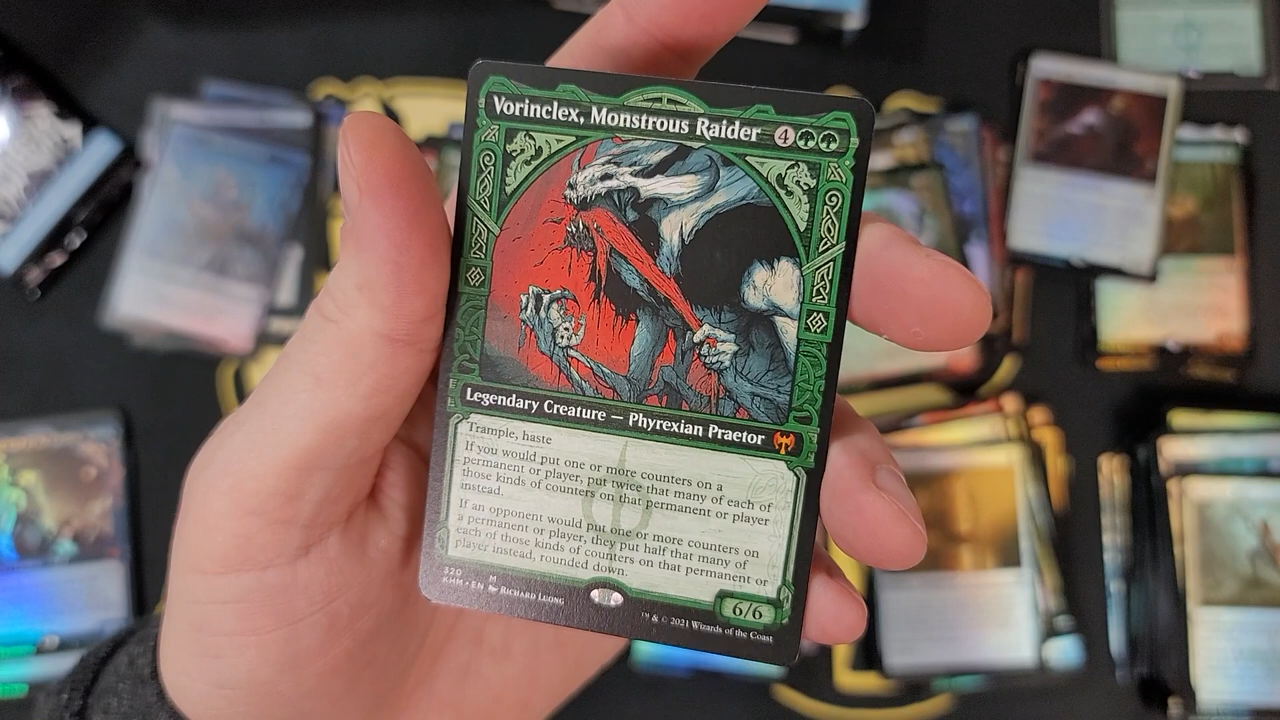 Vorinclex, Monstrous Raider 4
Legendary Creature — Phyrexian Praetor
Trample, haste
If you would put one or more counters on a
permanent or player, put twice that many of each of
those kinds of counters on that permanent or player
instead.
If an opponent would put one or more counters on
a permanent or player, they put half that many of
each of those kinds of counters on that permanent or
player instead, rounded down.
6/6
320 M
KHM • EN Richard Luong
™ & © 2021 Wizards of the Coast